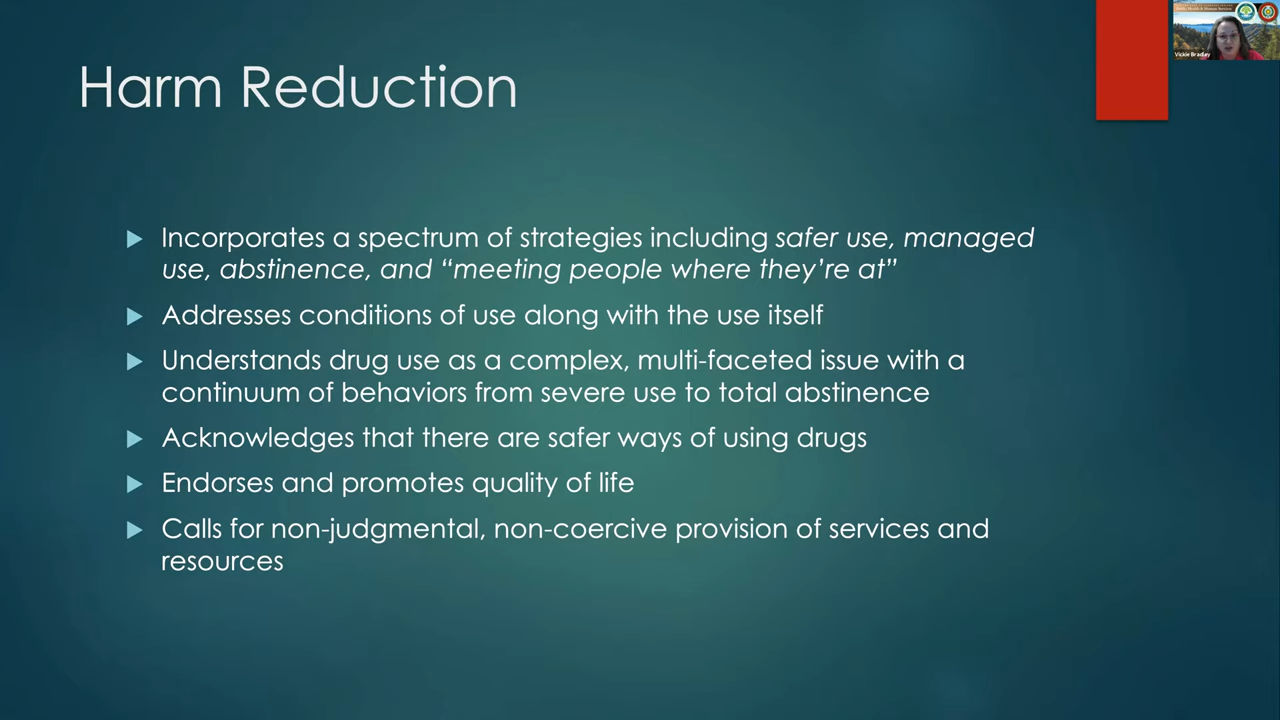 Harm Reduction
Incorporates a spectrum of strategies including safer use, managed
use, abstinence, and “meeting people where they’re at”
Addresses conditions of use along with the use itself
Understands drug use as a complex, multi-faceted issue with a
continuum of behaviors from severe use to total abstinence
Acknowledges that there are safer ways of using drugs
Endorses and promotes quality of life
Calls for non-judgmental, non-coercive provision of services and
resources
Vickie Bradley